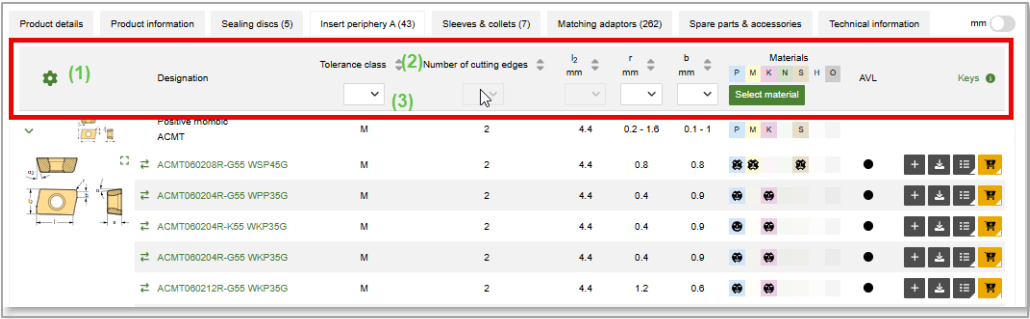 Product details Product information Sealing discs (5) Insert periphery A (43) Sleeves & collets (7) Matching adaptors (262) Spare parts & accessories Technical information mm
(1) Designation Tolerance class (2) Number of cutting edges l2 mm r mm b mm Materials AVL Keys
P M K N S H O
(3) Select material
Positive rhombic
ACMT M 2 4.4 0.2 - 1.6 0.1 - 1 P M K S
ACMT060208R-G55 WSP45G M 2 4.4 0.8 0.8
ACMT060204R-G55 WPP35G M 2 4.4 0.4 0.9
ACMT060204R-K55 WKP35G M 2 4.4 0.4 0.9
ACMT060204R-G55 WKP35G M 2 4.4 0.4 0.9
ACMT060212R-G55 WKP35G M 2 4.4 1.2 0.6